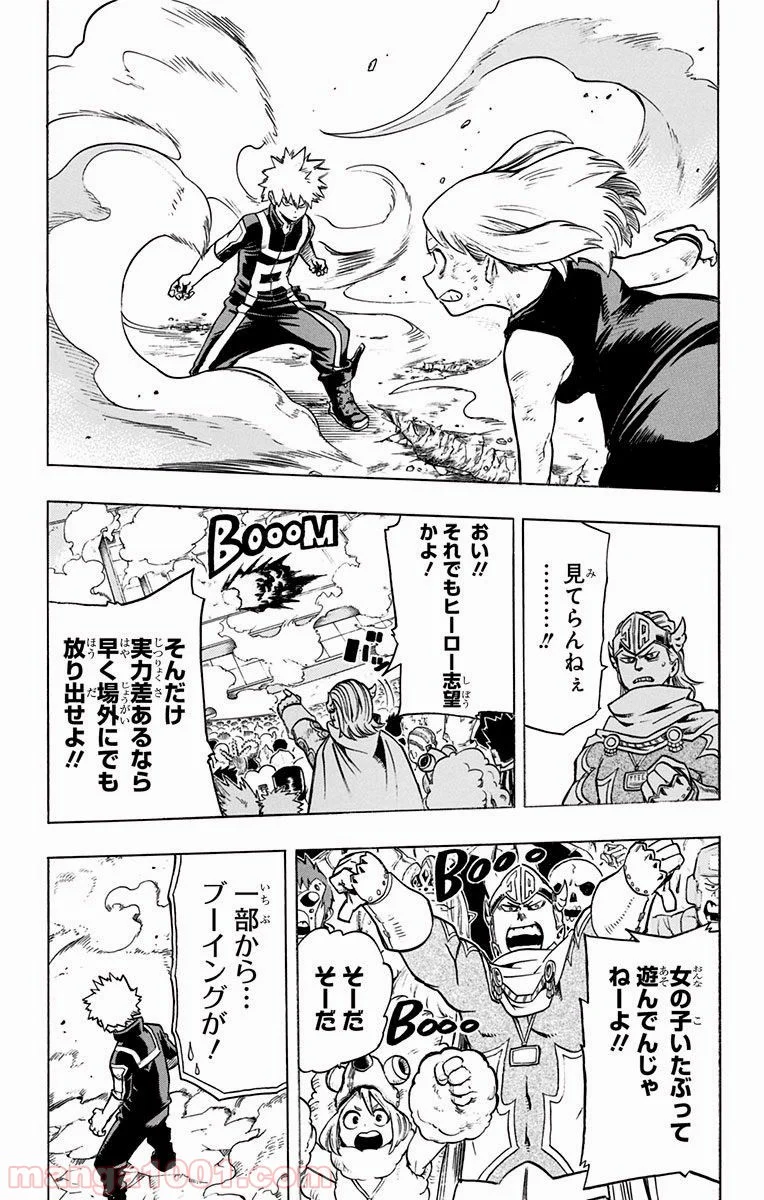 見てらんねぇ
………!!
おい!!
それでもヒーロー志望
かよ!
BOOOM
ボッ
そんだけ
実力差あるなら
早く場外にでも
放り出せよ!!
女の子いたぶって
遊んでんじゃ
ねーよ!!
BOOO
そーだ
そーだ
BOOO
一部から…
ブーイングが!
manga1001.com